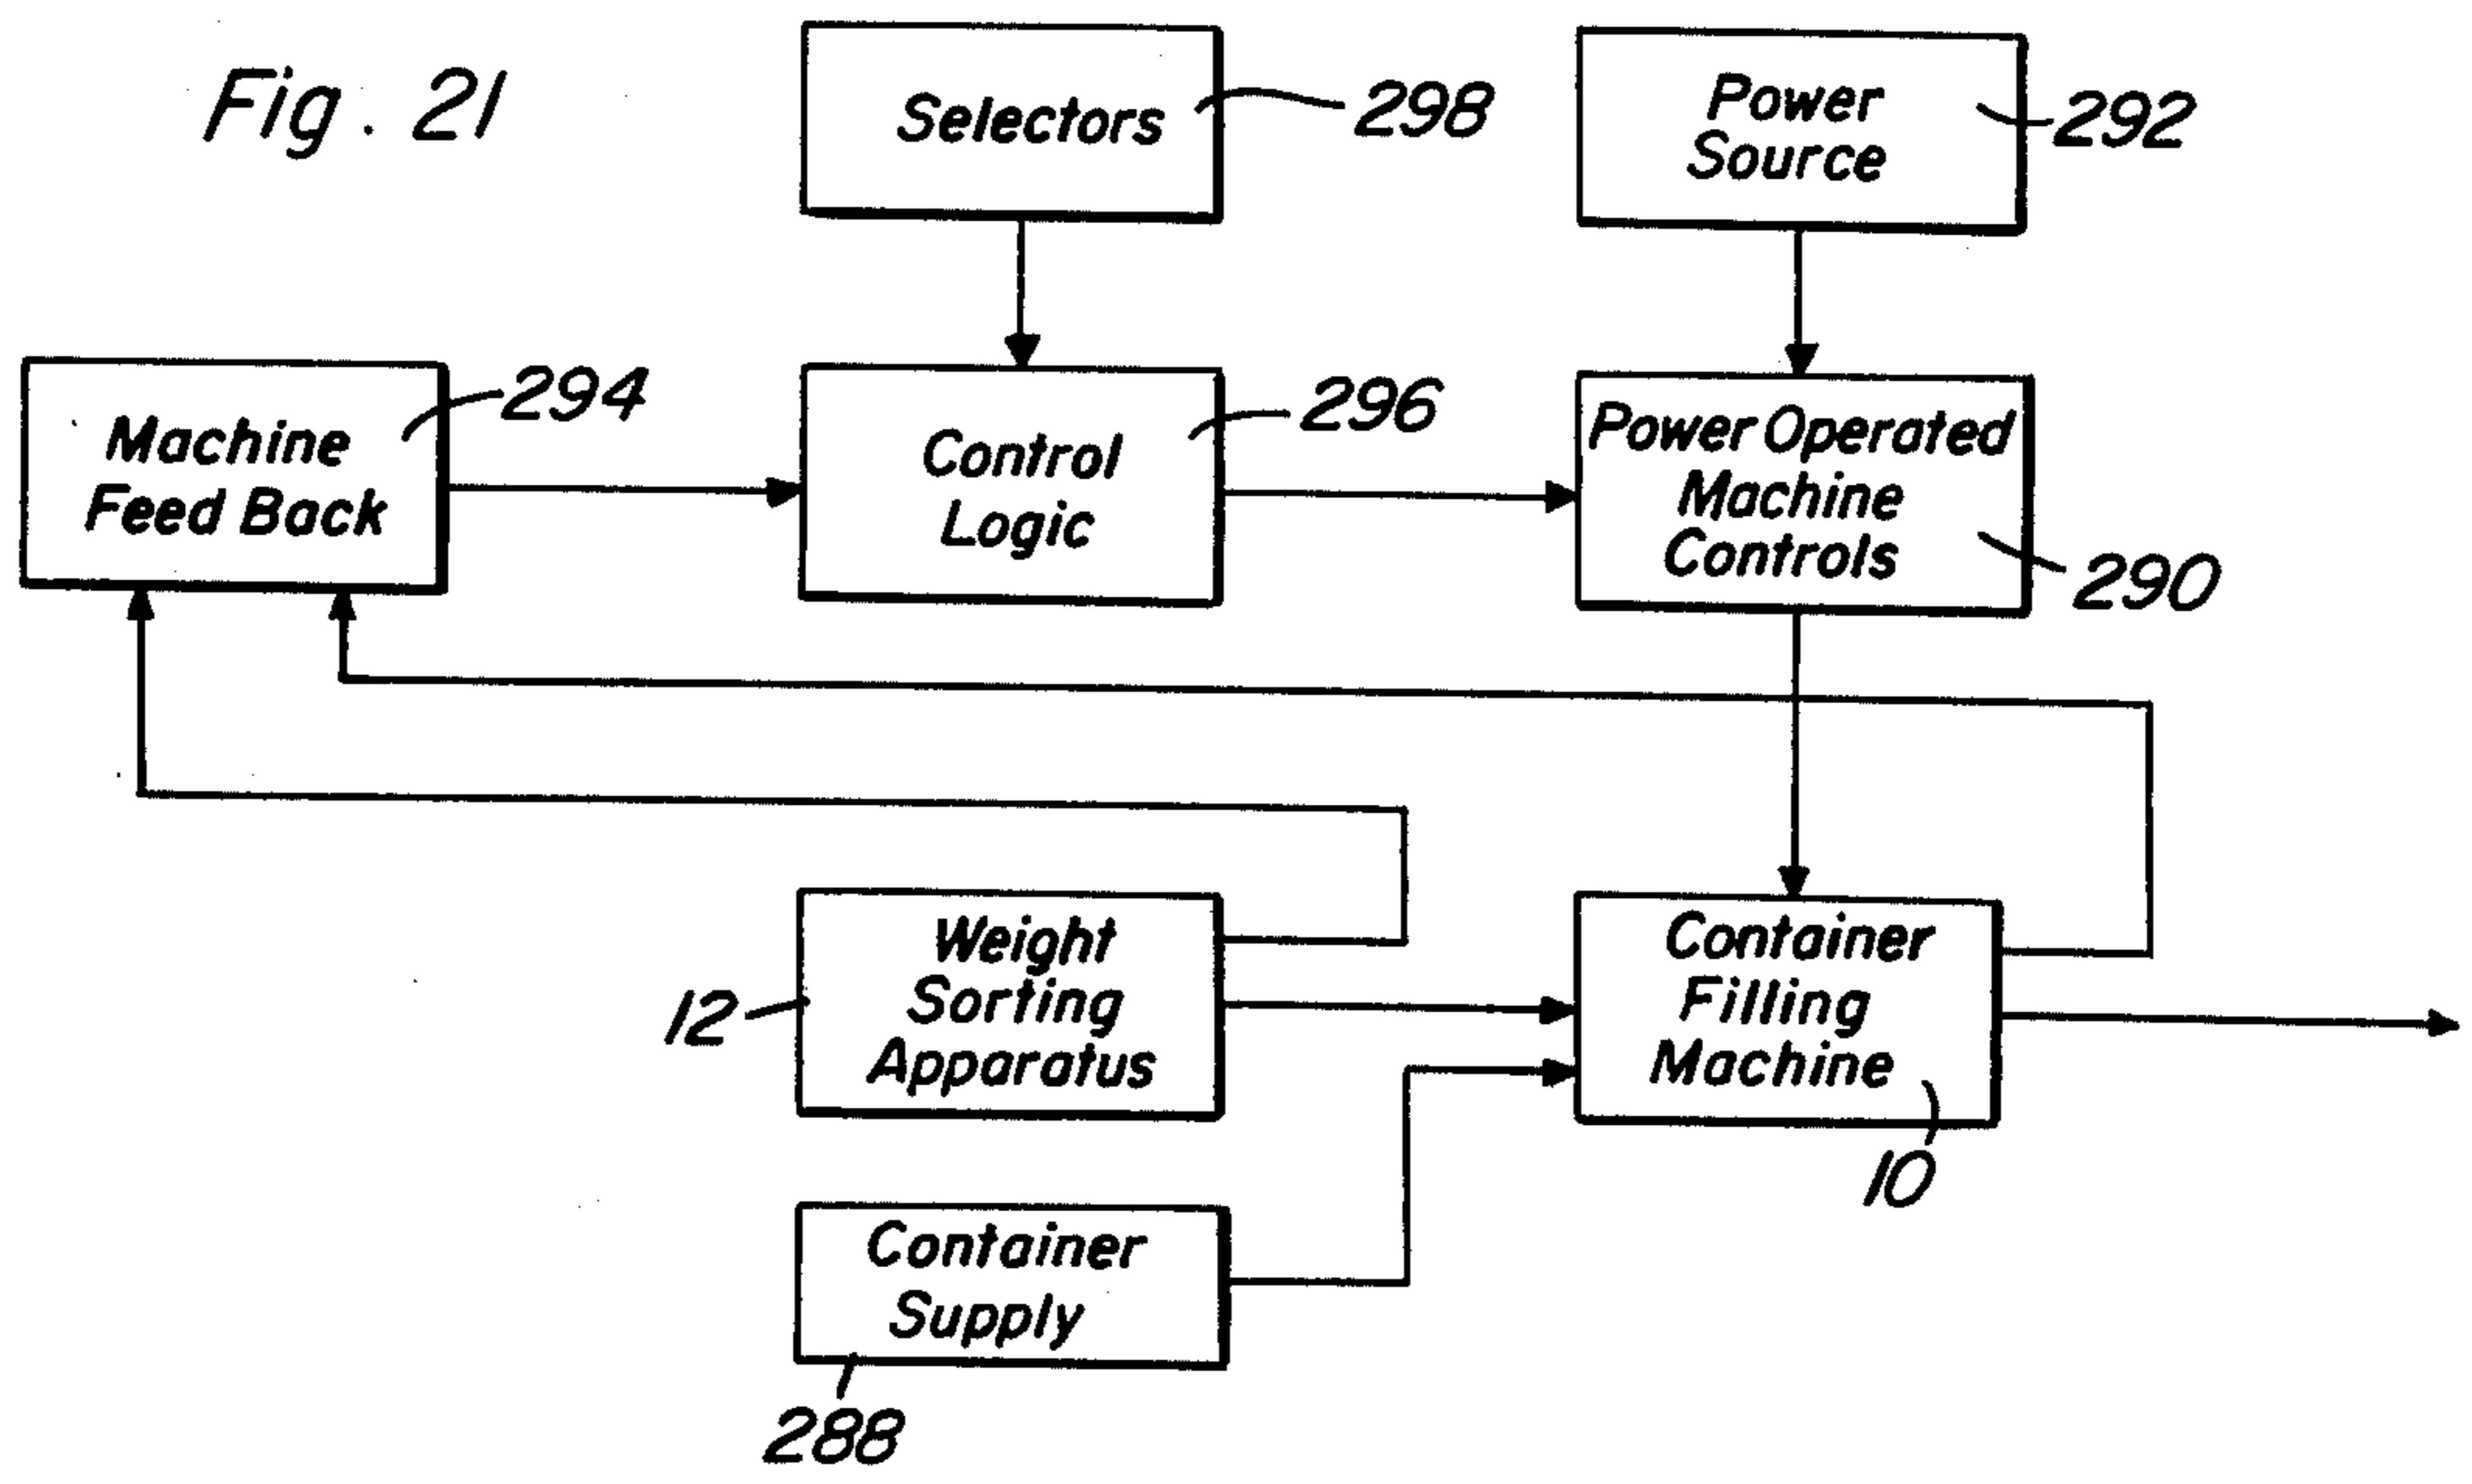 Fig. 21
Selectors
298
Power
Source
292
Machine
Feed Back
294
Control
Logic
296
Power Operated
Machine
Controls
290
Weight
Sorting
Apparatus
12
Container
Filling
Machine
10
Container
Supply
288